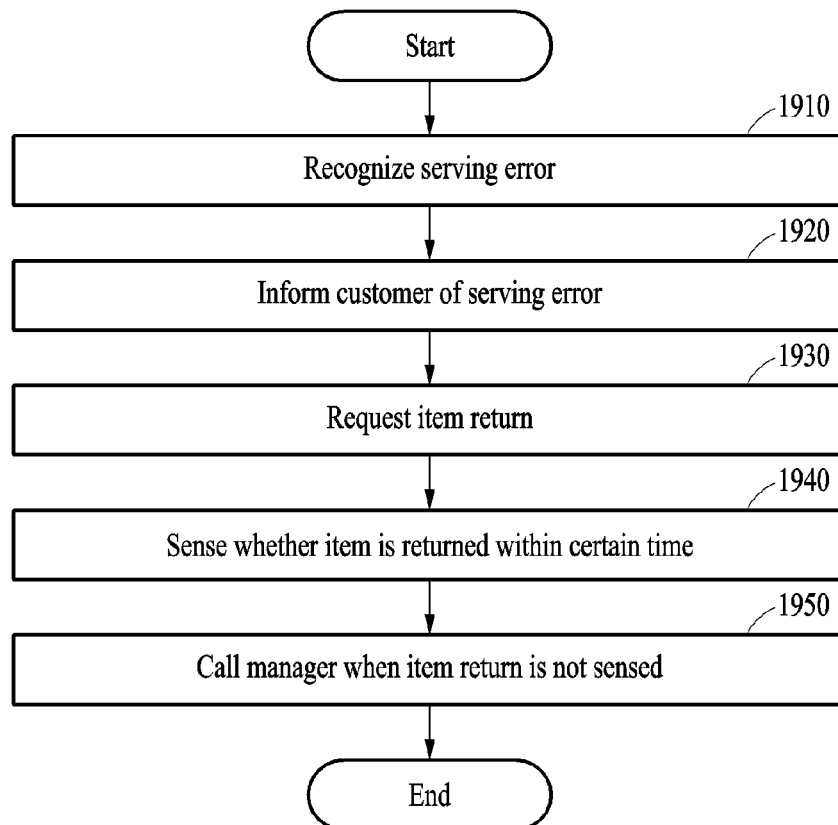 Start
1910
Recognize serving error
1920
Inform customer of serving error
1930
Request item return
1940
Sense whether item is returned within certain time
1950
Call manager when item return is not sensed
End